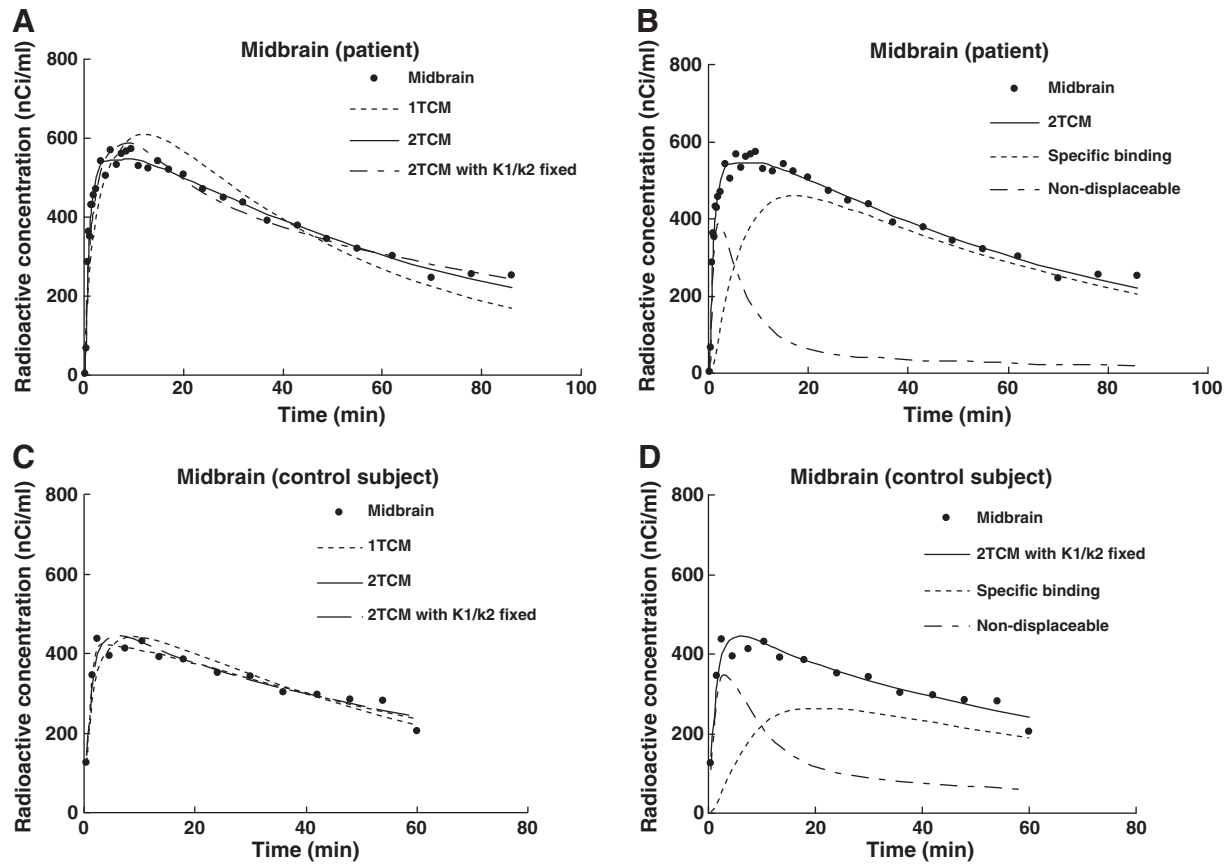 A
Midbrain (patient)
Radioactive concentration (nCi/ml)
800
600
400
200
0
0 20 40 60 80 100
Time (min)
Midbrain
1TCM
2TCM
2TCM with K1/k2 fixed
B
Midbrain (patient)
Radioactive concentration (nCi/ml)
800
600
400
200
0
0 20 40 60 80 100
Time (min)
Midbrain
2TCM
Specific binding
Non-displaceable
C
Midbrain (control subject)
Radioactive concentration (nCi/ml)
800
600
400
200
0
0 20 40 60 80
Time (min)
Midbrain
1TCM
2TCM
2TCM with K1/k2 fixed
D
Midbrain (control subject)
Radioactive concentration (nCi/ml)
800
600
400
200
0
0 20 40 60 80
Time (min)
Midbrain
2TCM with K1/k2 fixed
Specific binding
Non-displaceable